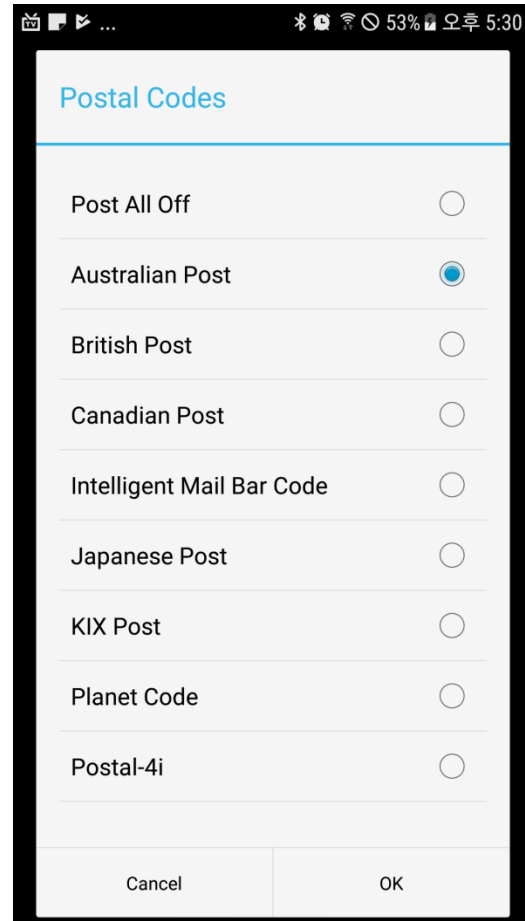 ... 53% 오후 5:30
Postal Codes
Post All Off
Australian Post
British Post
Canadian Post
Intelligent Mail Bar Code
Japanese Post
KIX Post
Planet Code
Postal-4i
Cancel OK